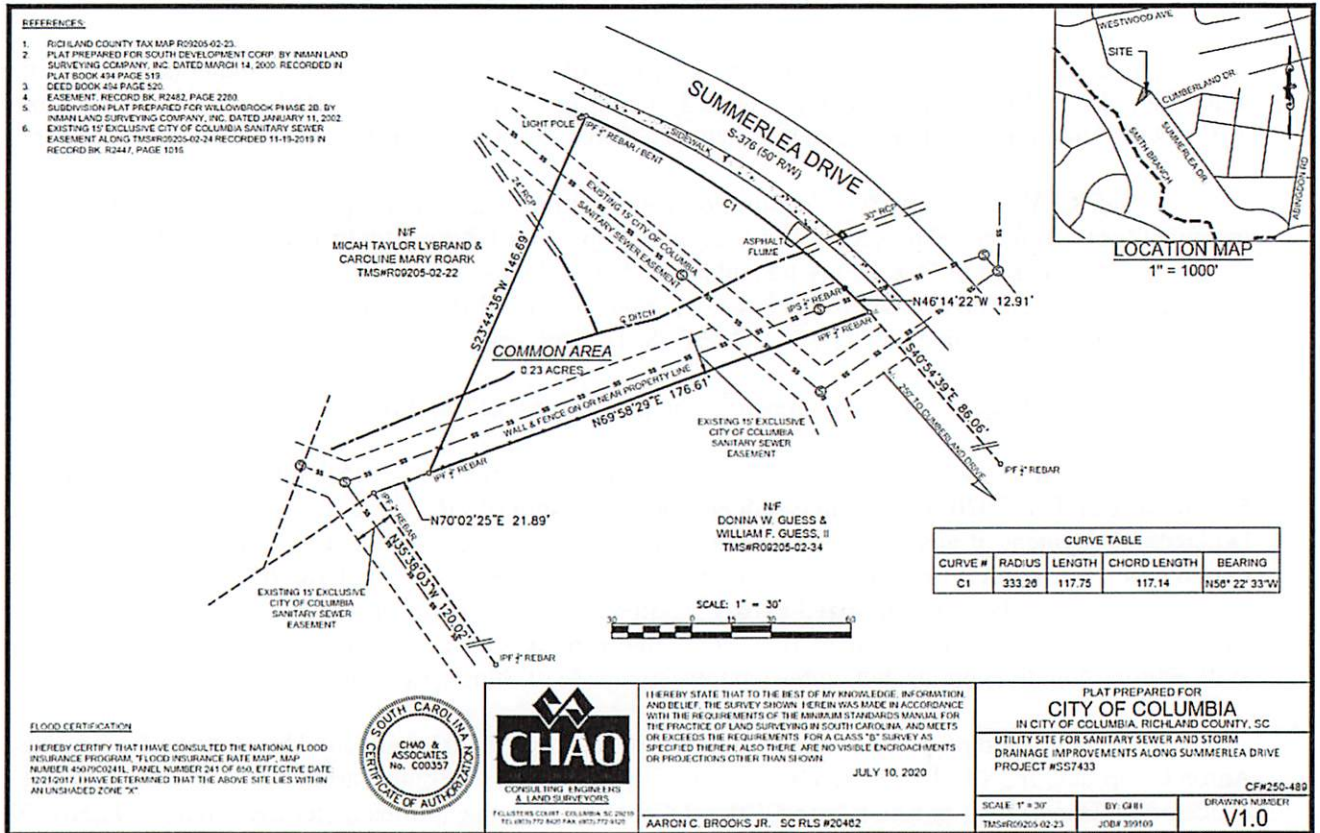 REFERENCES:
1. RICHLAND COUNTY TAX MAP R09205-02-23.
2. PLAT PREPARED FOR SOUTH DEVELOPMENT CORP. BY INMAN LAND
SURVEYING COMPANY, INC. DATED MARCH 14, 2000. RECORDED IN
PLAT BOOK 494 PAGE 519.
3. DEED BOOK 494 PAGE 520.
4. EASEMENT, RECORD BK. R2482, PAGE 2280.
5. SUBDIVISION PLAT PREPARED FOR WILLOWBROOK PHASE 2B. BY
INMAN LAND SURVEYING COMPANY, INC. DATED JANUARY 11, 2002.
6. EXISTING 15' EXCLUSIVE CITY OF COLUMBIA SANITARY SEWER
EASEMENT ALONG TMS#R09205-02-24 RECORDED 11-19-2019 IN
RECORD BK. R2447, PAGE 1016
WESTWOOD AVE
SITE
CUMBERLAND DR
SMITH BRANCH
SUMMERLEA DR
ABINGDON RD
LOCATION MAP
1" = 1000'
SUMMERLEA DRIVE
S-376 (50' R/W)
SIDEWALK
LIGHT POLE
REBAR / BENT
C1
24" RCP
30" RCP
EXISTING 15' CITY OF COLUMBIA
SANITARY SEWER EASEMENT
ASPHALT
FLUME
N/F
MICAH TAYLOR LYBRAND &
CAROLINE MARY ROARK
TMS#R09205-02-22
S23°44'36"W 146.69'
DITCH
COMMON AREA
0.23 ACRES
N46°14'22"W 12.91'
S40°54'39"E 86.06'
WALL & FENCE ON OR NEAR PROPERTY LINE
N69°58'29"E 176.61'
250' TO CUMBERLAND DRIVE
EXISTING 15' EXCLUSIVE
CITY OF COLUMBIA
SANITARY SEWER
EASEMENT
N70°02'25"E 21.89'
N35°38'03"W 120.02'
EXISTING 15' EXCLUSIVE
CITY OF COLUMBIA
SANITARY SEWER
EASEMENT
N/F
DONNA W. GUESS &
WILLIAM F. GUESS, II
TMS#R09205-02-34
CURVE TABLE
CURVE # RADIUS LENGTH CHORD LENGTH BEARING
C1 333.26 117.75 117.14 N56° 22' 33"W
SCALE: 1" = 30'
30 0 15 30 60
FLOOD CERTIFICATION
I HEREBY CERTIFY THAT I HAVE CONSULTED THE NATIONAL FLOOD
INSURANCE PROGRAM, "FLOOD INSURANCE RATE MAP", MAP
NUMBER 45079C0241L, PANEL NUMBER 241 OF 650, EFFECTIVE DATE
12/21/2017. I HAVE DETERMINED THAT THE ABOVE SITE LIES WITHIN
AN UNSHADED ZONE "X"
SOUTH CAROLINA
CHAO &
ASSOCIATES
No. C00357
CERTIFICATE OF AUTHORIZATION
CHAO
CONSULTING ENGINEERS
& LAND SURVEYORS
I HEREBY STATE THAT TO THE BEST OF MY KNOWLEDGE, INFORMATION,
AND BELIEF, THE SURVEY SHOWN HEREIN WAS MADE IN ACCORDANCE
WITH THE REQUIREMENTS OF THE MINIMUM STANDARDS MANUAL FOR
THE PRACTICE OF LAND SURVEYING IN SOUTH CAROLINA, AND MEETS
OR EXCEEDS THE REQUIREMENTS FOR A CLASS "B" SURVEY AS
SPECIFIED THEREIN, ALSO THERE ARE NO VISIBLE ENCROACHMENTS
OR PROJECTIONS OTHER THAN SHOWN
JULY 10, 2020
AARON C. BROOKS JR. SC RLS #20462
PLAT PREPARED FOR
CITY OF COLUMBIA
IN CITY OF COLUMBIA, RICHLAND COUNTY, SC
UTILITY SITE FOR SANITARY SEWER AND STORM
DRAINAGE IMPROVEMENTS ALONG SUMMERLEA DRIVE
PROJECT #SS7433
CF#250-489
SCALE: 1" = 30'
TMS#R09205-02-23
JOB# 399109
DRAWING NUMBER
V1.0